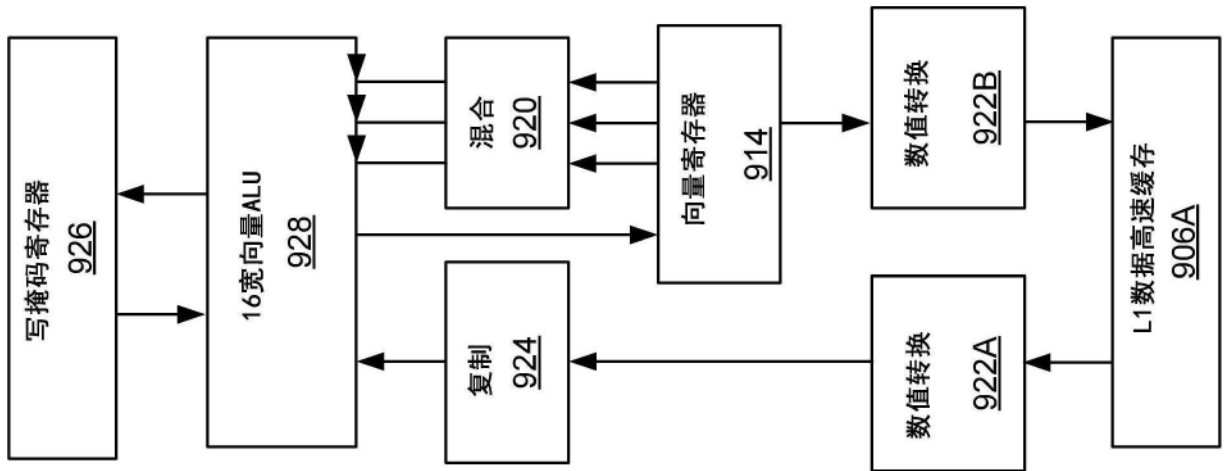 写掩码寄存器
926
16宽向量ALU
928
混合
920
复制
924
向量寄存器
914
数值转换
922B
数值转换
922A
L1数据高速缓存
906A